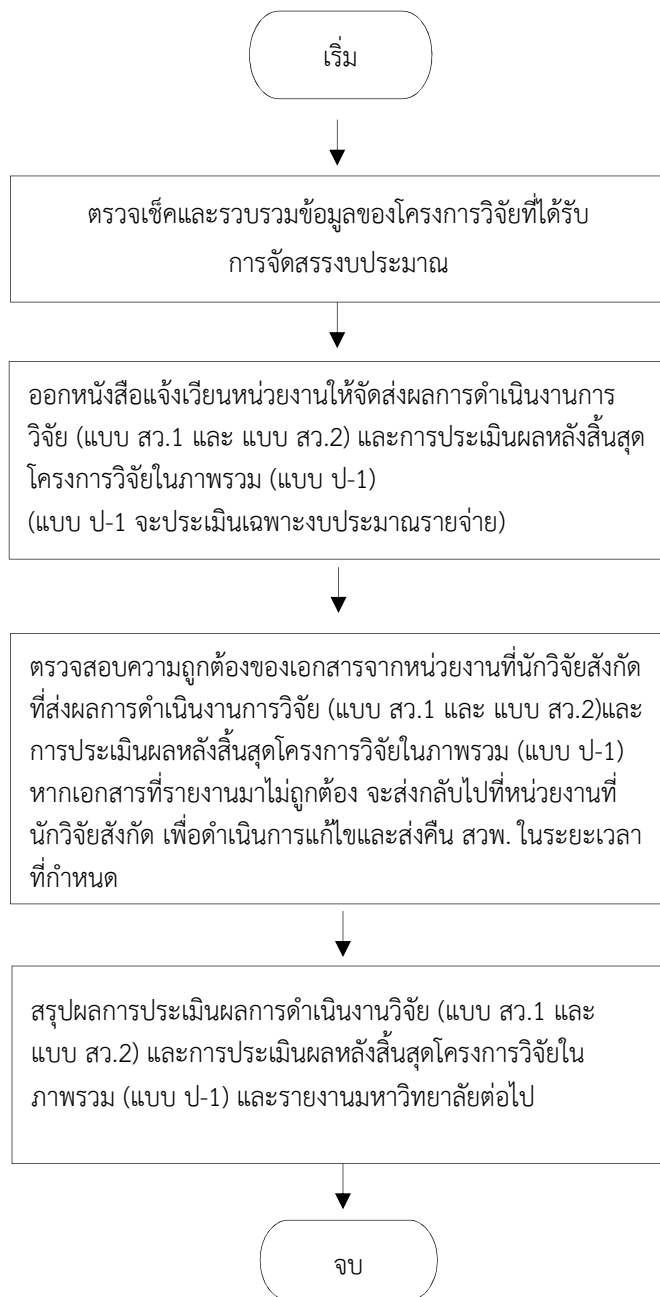 เริ่ม
ตรวจเช็คและรวบรวมข้อมูลของโครงการวิจัยที่ได้รับ
การจัดสรรงบประมาณ
ออกหนังสือแจ้งเวียนหน่วยงานให้จัดส่งผลการดำเนินงานการ
วิจัย (แบบ สว.1 และ แบบ สว.2) และการประเมินผลหลังสิ้นสุด
โครงการวิจัยในภาพรวม (แบบ ป-1)
(แบบ ป-1 จะประเมินเฉพาะงบประมาณรายจ่าย)
ตรวจสอบความถูกต้องของเอกสารจากหน่วยงานที่นักวิจัยสังกัด
ที่ส่งผลการดำเนินงานการวิจัย (แบบ สว.1 และ แบบ สว.2)และ
การประเมินผลหลังสิ้นสุดโครงการวิจัยในภาพรวม (แบบ ป-1)
หากเอกสารที่รายงานมาไม่ถูกต้อง จะส่งกลับไปที่หน่วยงานที่
นักวิจัยสังกัด เพื่อดำเนินการแก้ไขและส่งคืน สวพ. ในระยะเวลา
ที่กำหนด
สรุปผลการประเมินผลการดำเนินงานวิจัย (แบบ สว.1 และ
แบบ สว.2) และการประเมินผลหลังสิ้นสุดโครงการวิจัยใน
ภาพรวม (แบบ ป-1) และรายงานมหาวิทยาลัยต่อไป
จบ